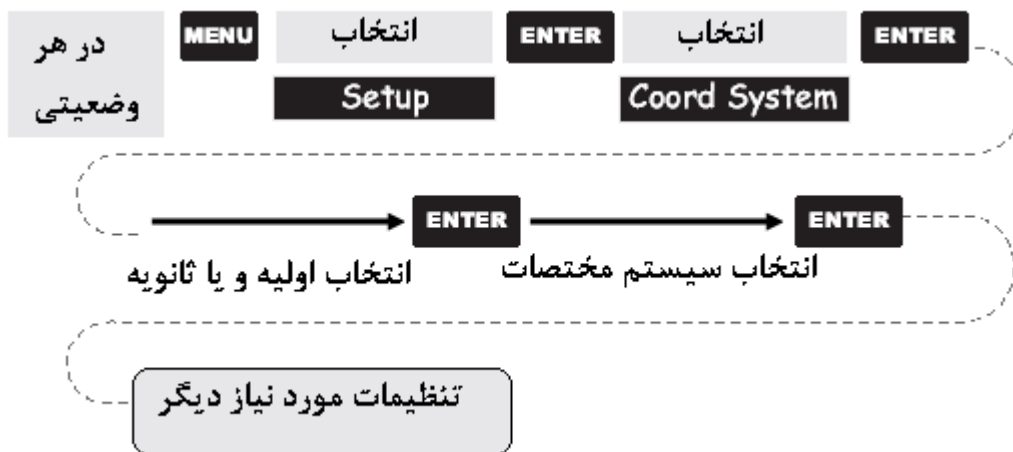 در هر
وضعیتی
MENU
انتخاب
Setup
ENTER
انتخاب
Coord System
ENTER
ENTER
انتخاب اولیه و یا ثانویه
ENTER
انتخاب سیستم مختصات
تنظیمات مورد نیاز دیگر